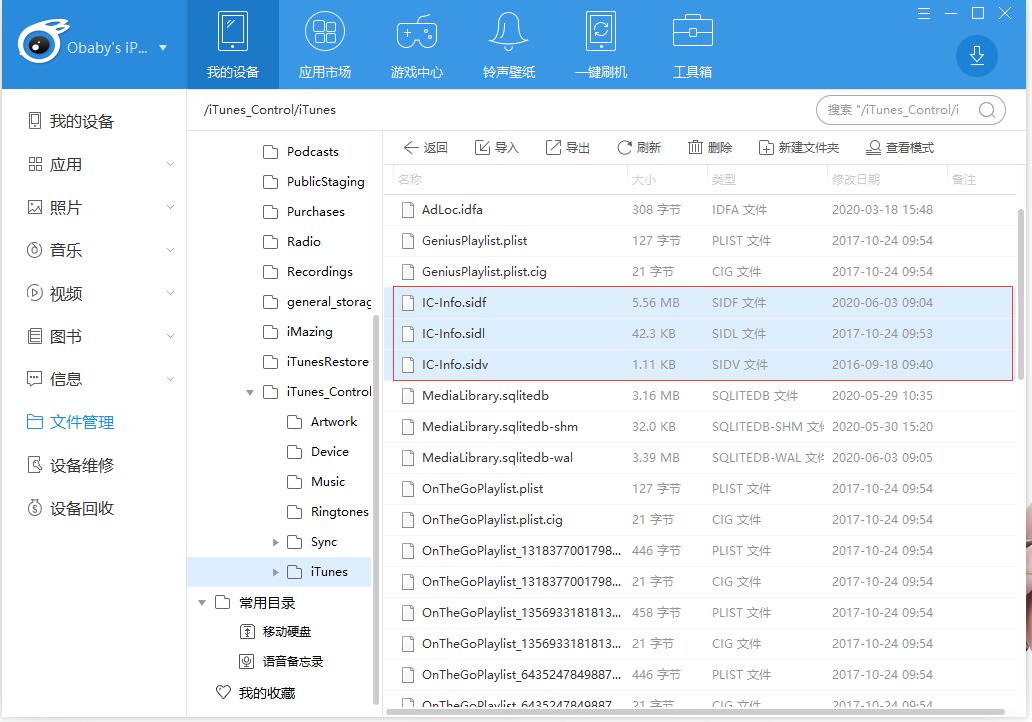 Obaby's iP...
我的设备
应用市场
游戏中心
铃声壁纸
一键刷机
工具箱
我的设备
应用
照片
音乐
视频
图书
信息
文件管理
设备维修
设备回收
/iTunes_Control/iTunes
搜索 "/iTunes_Control/i
Podcasts
PublicStaging
Purchases
Radio
Recordings
general_storag
iMazing
iTunesRestore
iTunes_Control
Artwork
Device
Music
Ringtones
Sync
iTunes
常用目录
移动硬盘
语音备忘录
我的收藏
返回 导入 导出 刷新 删除 新建文件夹 查看模式
名称 大小 类型 修改日期 备注
AdLoc.idfa 308 字节 IDFA 文件 2020-03-18 15:48
GeniusPlaylist.plist 127 字节 PLIST 文件 2017-10-24 09:54
GeniusPlaylist.plist.cig 21 字节 CIG 文件 2017-10-24 09:54
IC-Info.sidf 5.56 MB SIDF 文件 2020-06-03 09:04
IC-Info.sidl 42.3 KB SIDL 文件 2017-10-24 09:53
IC-Info.sidv 1.11 KB SIDV 文件 2016-09-18 09:40
MediaLibrary.sqlitedb 3.16 MB SQLITEDB 文件 2020-05-29 10:35
MediaLibrary.sqlitedb-shm 32.0 KB SQLITEDB-SHM 文件 2020-05-30 15:20
MediaLibrary.sqlitedb-wal 3.39 MB SQLITEDB-WAL 文件 2020-06-03 09:05
OnTheGoPlaylist.plist 127 字节 PLIST 文件 2017-10-24 09:54
OnTheGoPlaylist.plist.cig 21 字节 CIG 文件 2017-10-24 09:54
OnTheGoPlaylist_1318377001798... 446 字节 PLIST 文件 2017-10-24 09:54
OnTheGoPlaylist_1318377001798... 21 字节 CIG 文件 2017-10-24 09:54
OnTheGoPlaylist_1356933181813... 458 字节 PLIST 文件 2017-10-24 09:54
OnTheGoPlaylist_1356933181813... 21 字节 CIG 文件 2017-10-24 09:54
OnTheGoPlaylist_6435247849887... 446 字节 PLIST 文件 2017-10-24 09:54
OnTheGoPlaylist_6435247849887... 21 字节 CIG 文件 2017-10-24 09:54